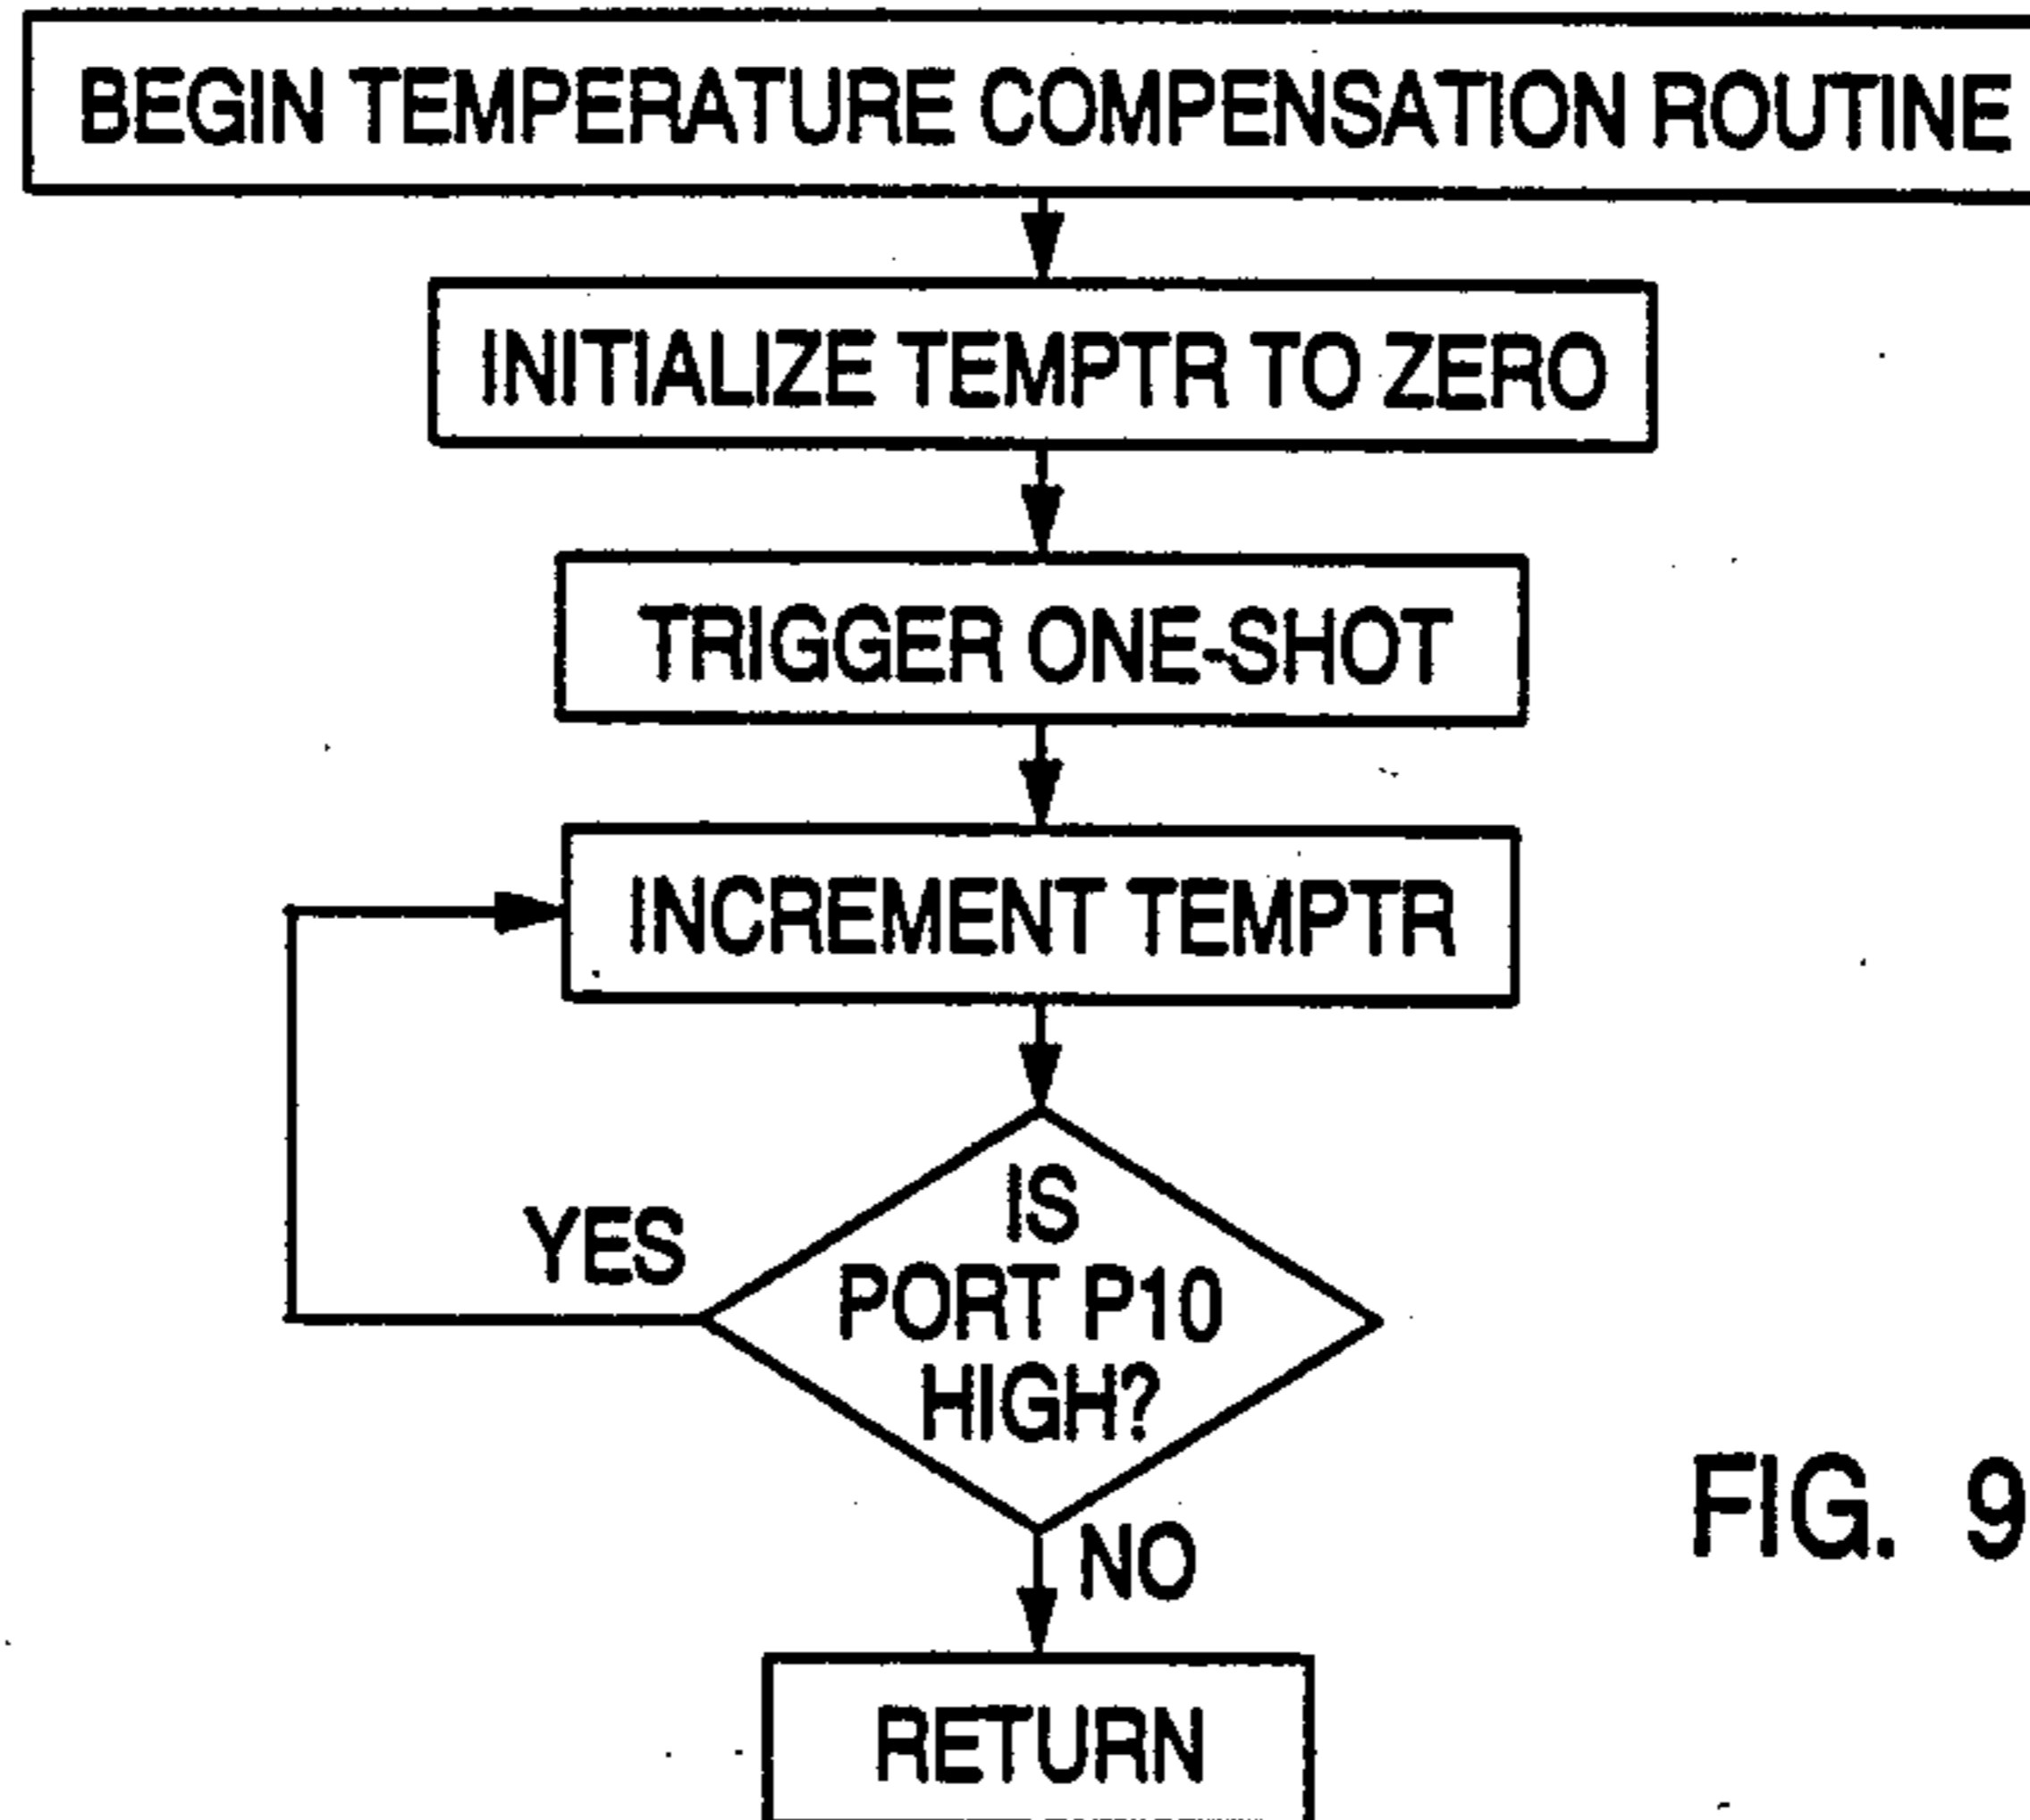 BEGIN TEMPERATURE COMPENSATION ROUTINE
INITIALIZE TEMPTR TO ZERO
TRIGGER ONE-SHOT
INCREMENT TEMPTR
YES
IS
PORT P10
HIGH?
NO
RETURN
FIG. 9